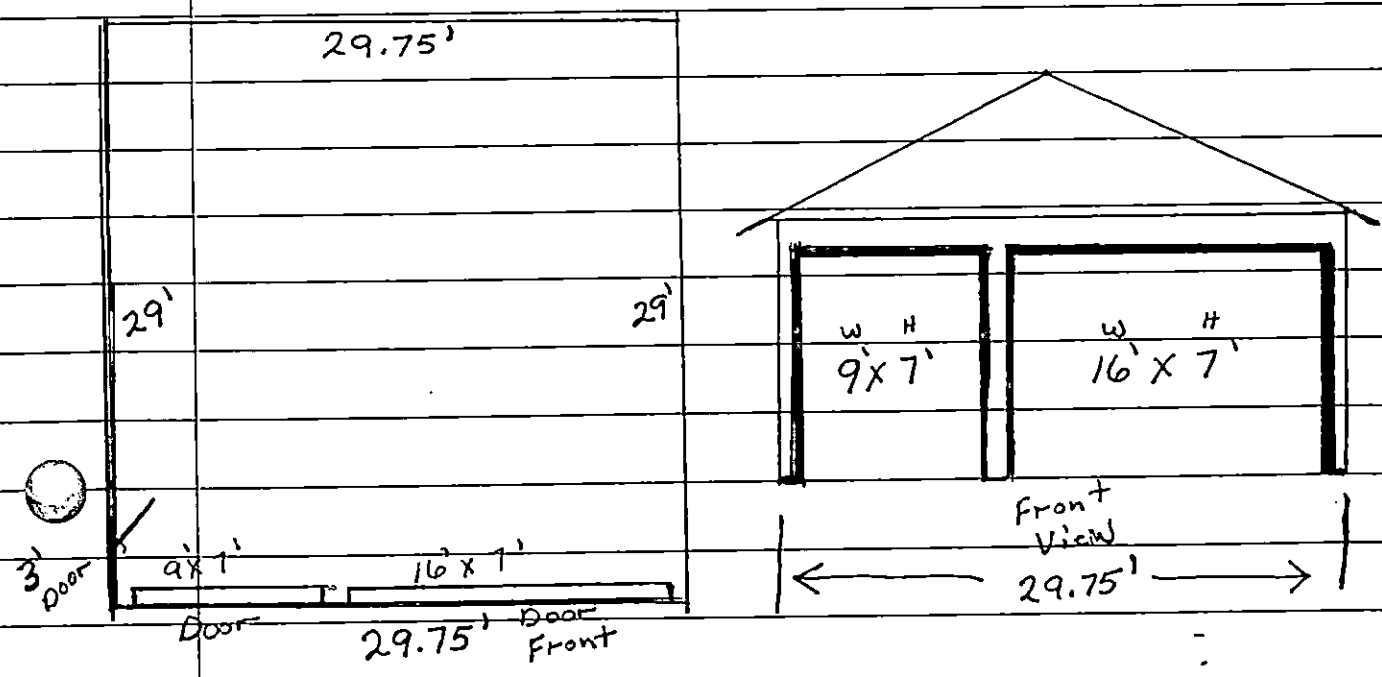 29.75'
29'
29'
3' Door
9' x 7'
16' x 7'
Door
29.75'
Door
Front
W H
9' x 7'
W H
16' x 7'
Front
View
29.75'